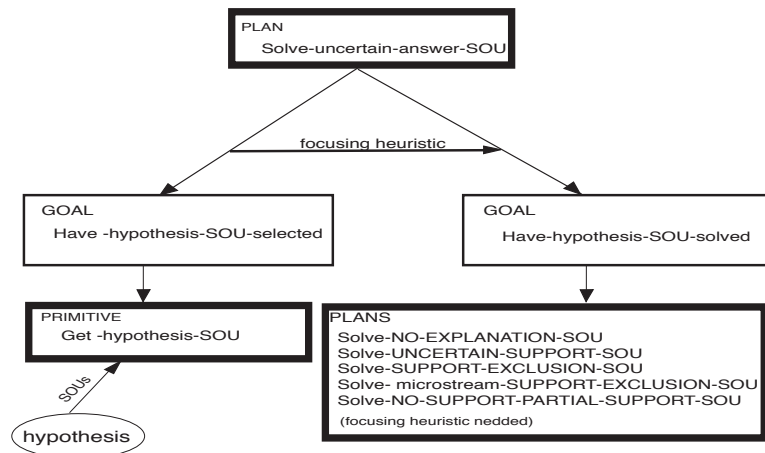 PLAN
Solve-uncertain-answer-SOU
focusing heuristic
GOAL
Have -hypothesis-SOU-selected
GOAL
Have-hypothesis-SOU-solved
PRIMITIVE
Get -hypothesis-SOU
SOUs
hypothesis
PLANS
Solve-NO-EXPLANATION-SOU
Solve-UNCERTAIN-SUPPORT-SOU
Solve-SUPPORT-EXCLUSION-SOU
Solve- microstream-SUPPORT-EXCLUSION-SOU
Solve-NO-SUPPORT-PARTIAL-SUPPORT-SOU
(focusing heuristic nedded)